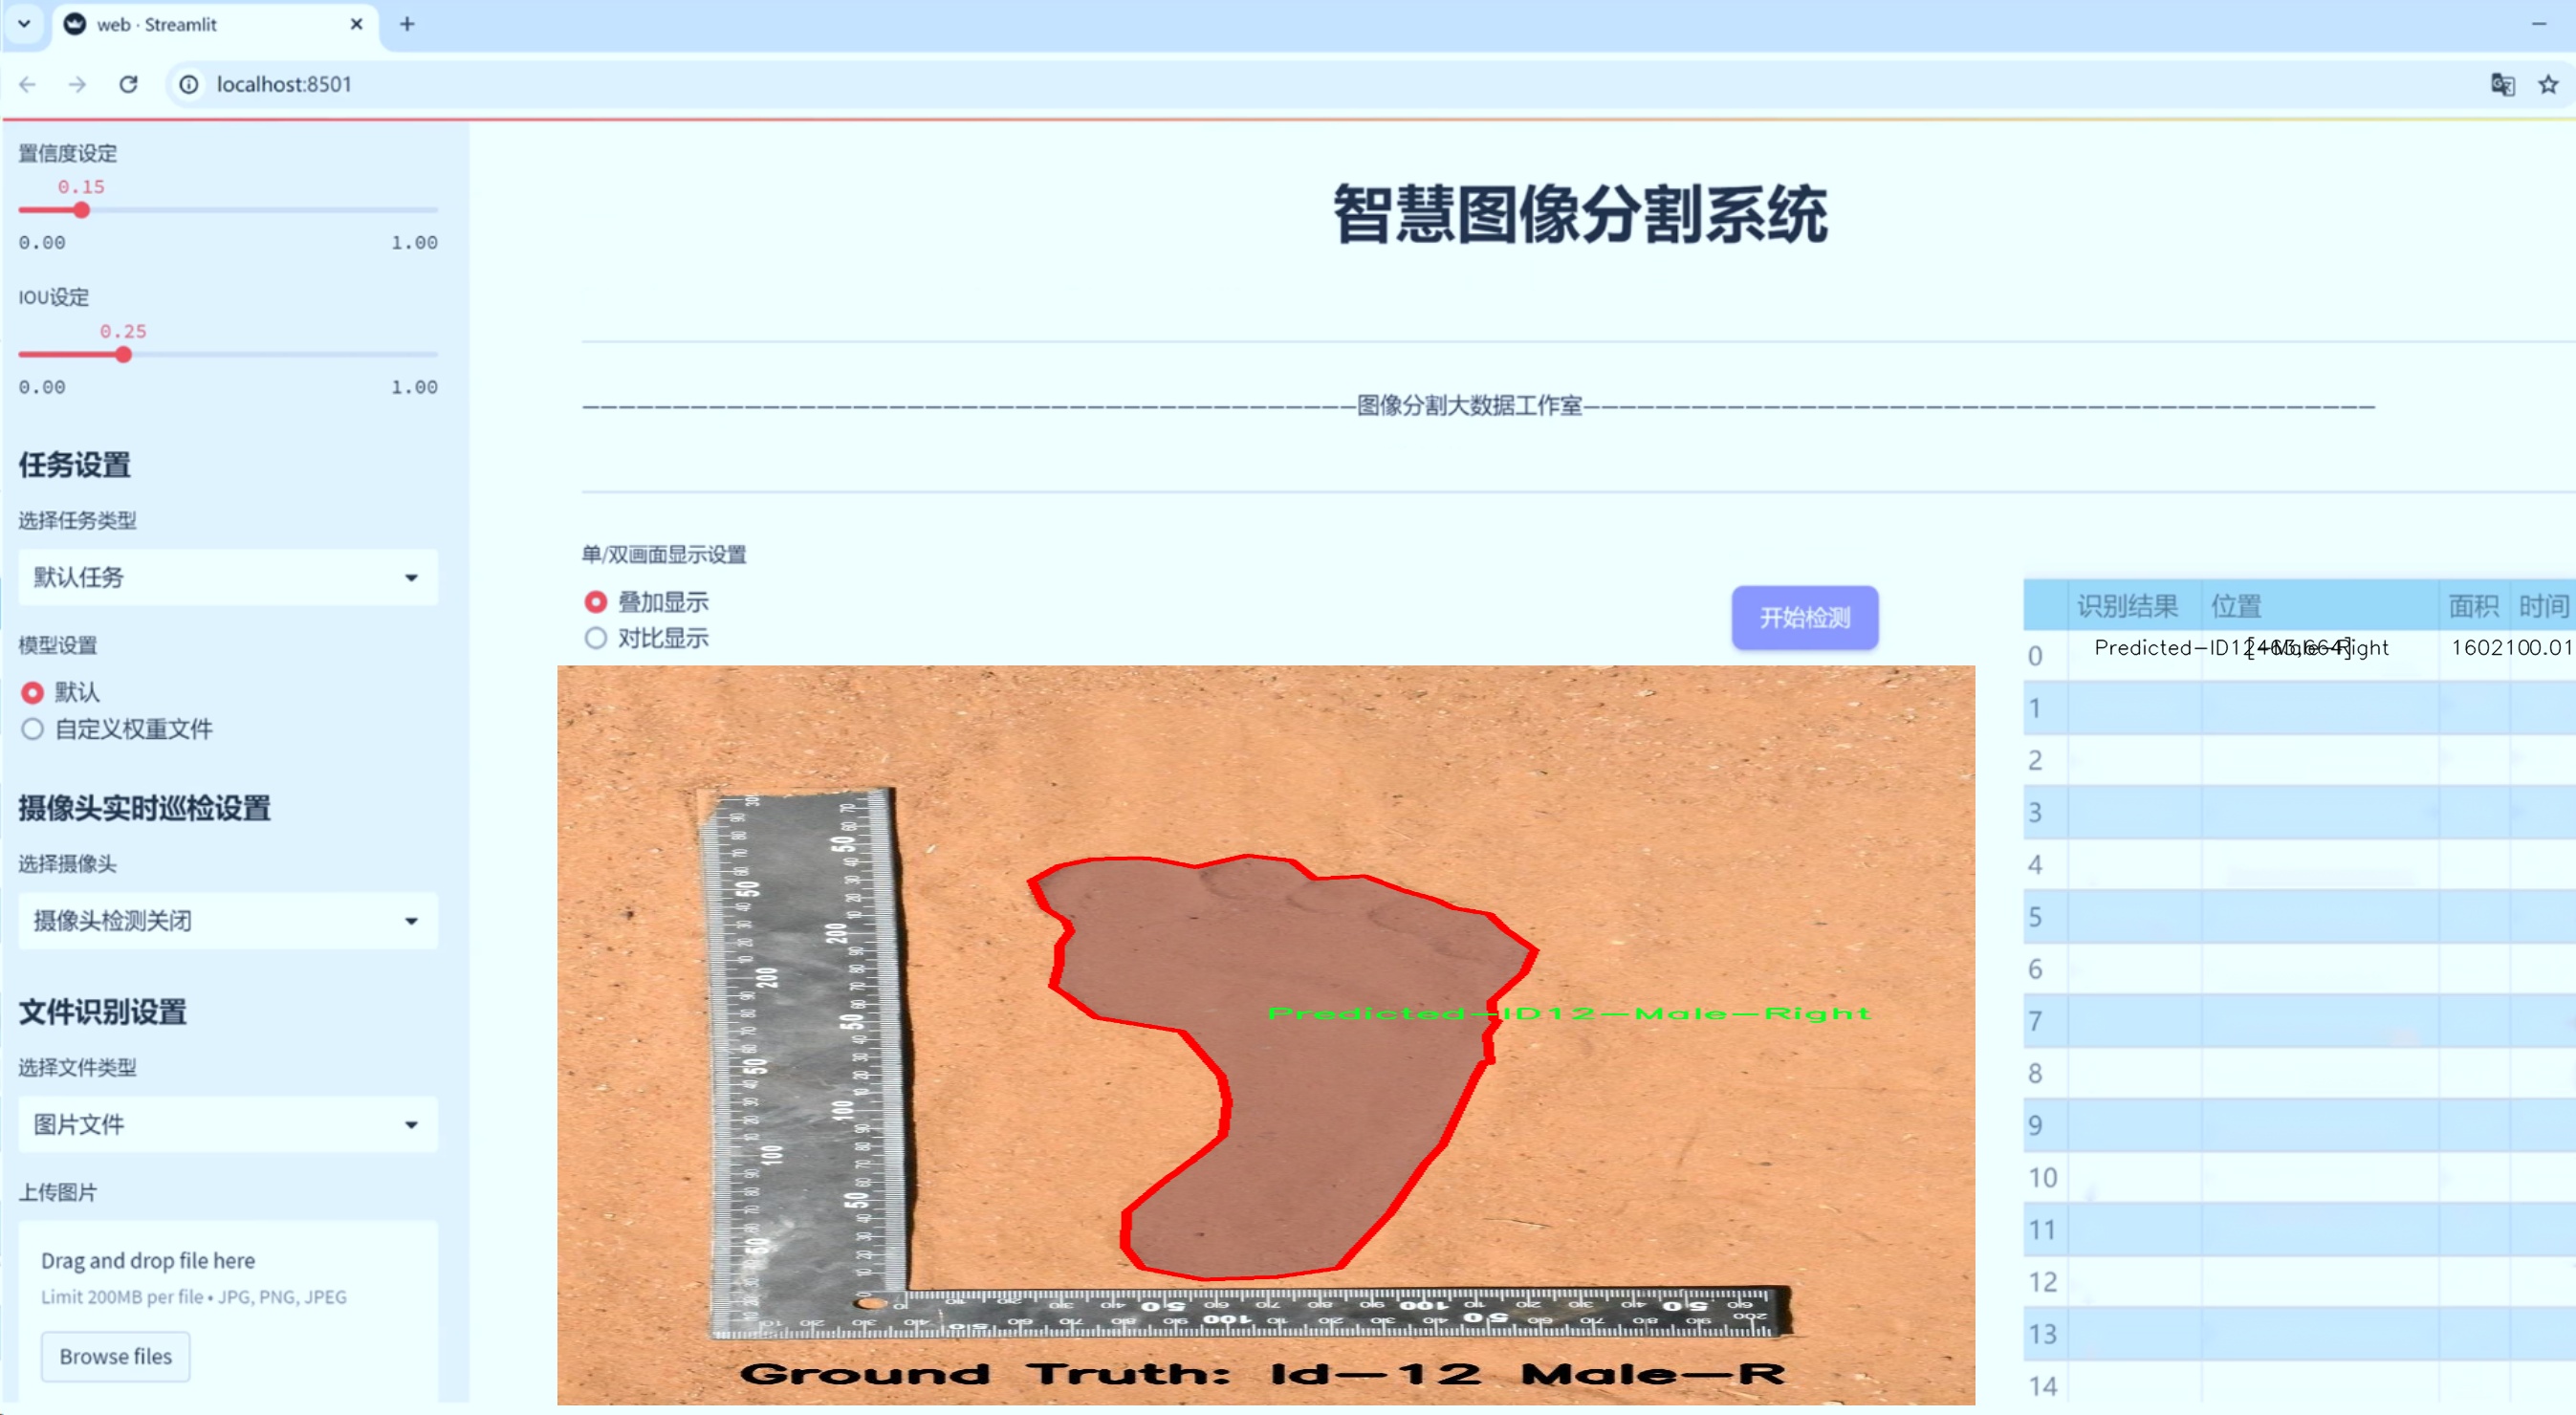 web · Streamlit
localhost:8501
置信度设定
0.15
0.00 1.00
IOU设定
0.25
0.00 1.00
任务设置
选择任务类型
默认任务
模型设置
默认
自定义权重文件
摄像头实时巡检设置
选择摄像头
摄像头检测关闭
文件识别设置
选择文件类型
图片文件
上传图片
Drag and drop file here
Limit 200MB per file • JPG, PNG, JPEG
Browse files
智慧图像分割系统
图像分割大数据工作室
单/双画面显示设置
叠加显示
对比显示
开始检测
Predicted-ID12-Male-Right
Ground Truth: Id-12 Male-R
识别结果 位置 面积 时间
0 Predicted-ID12-Male-Right
1
2
3
4
5
6
7
8
9
10
11
12
13
14